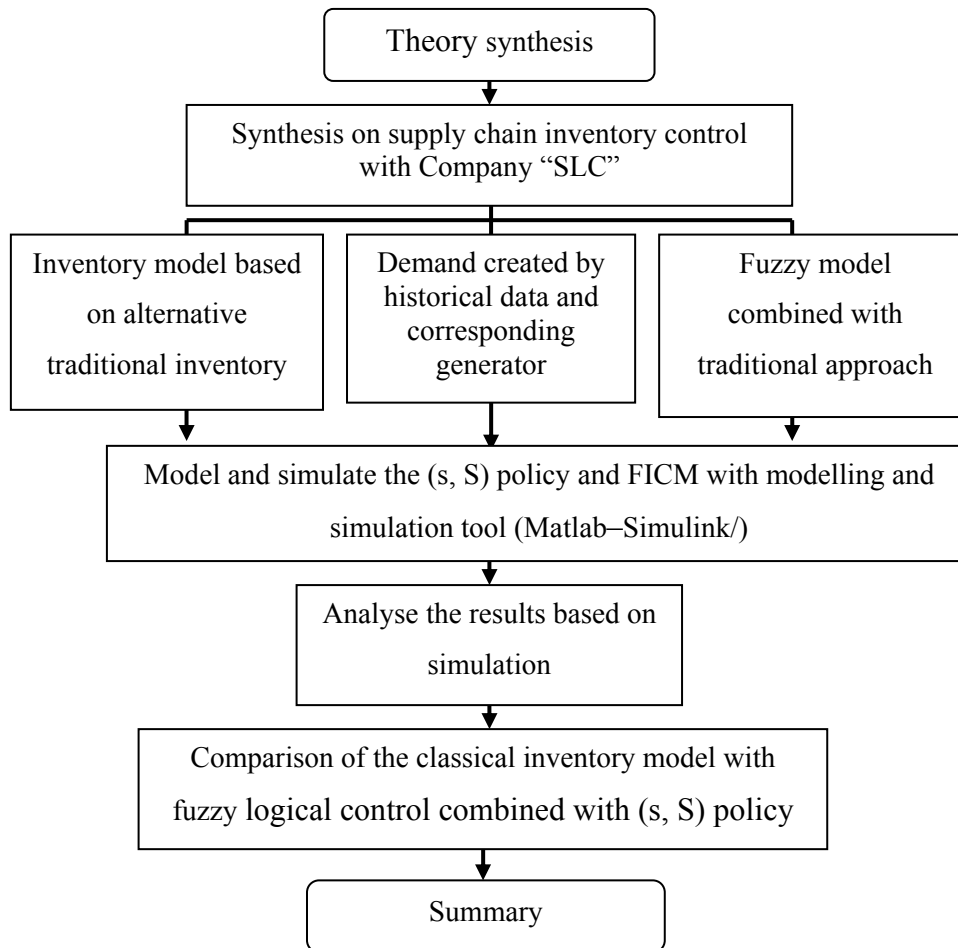 Theory synthesis
Synthesis on supply chain inventory control
with Company “SLC”
Inventory model based
on alternative
traditional inventory
Demand created by
historical data and
corresponding
generator
Fuzzy model
combined with
traditional approach
Model and simulate the (s, S) policy and FICM with modelling and
simulation tool (Matlab–Simulink/)
Analyse the results based on
simulation
Comparison of the classical inventory model with
fuzzy logical control combined with (s, S) policy
Summary